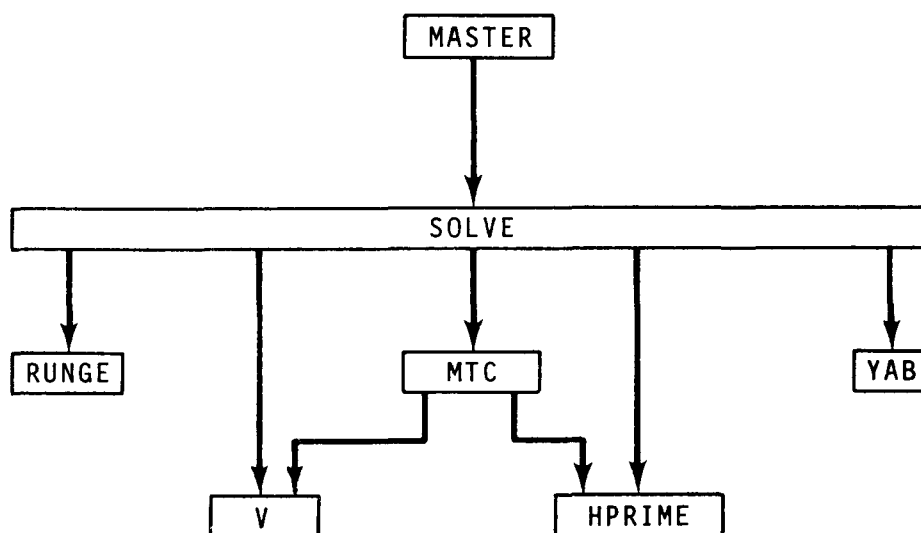 MASTER
SOLVE
RUNGE
MTC
YAB
V
HPRIME